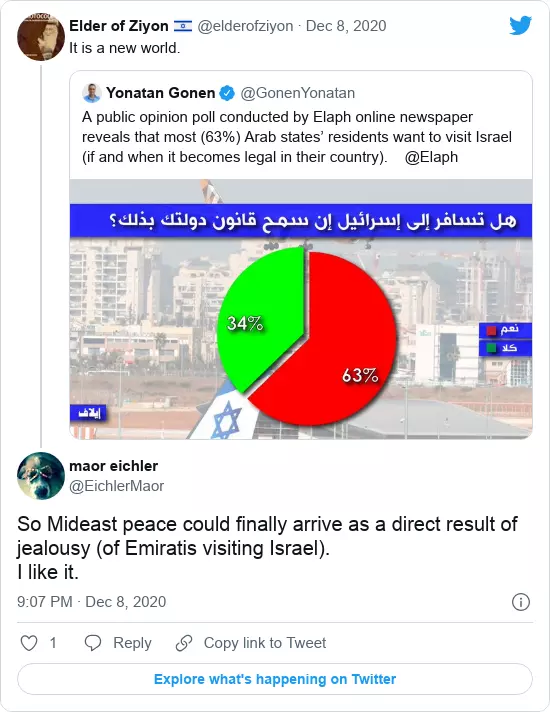 Elder of Ziyon 🇮🇱 @elderofziyon · Dec 8, 2020
It is a new world.
Yonatan Gonen @GonenYonatan
A public opinion poll conducted by Elaph online newspaper
reveals that most (63%) Arab states’ residents want to visit Israel
(if and when it becomes legal in their country). @Elaph
هل تسافر إلى إسرائيل إن سمح قانون دولتك بذلك؟
34%
63%
نعم
كلا
إيلاف
maor eichler
@EichlerMaor
So Mideast peace could finally arrive as a direct result of
jealousy (of Emiratis visiting Israel).
I like it.
9:07 PM · Dec 8, 2020
1 Reply Copy link to Tweet
Explore what's happening on Twitter